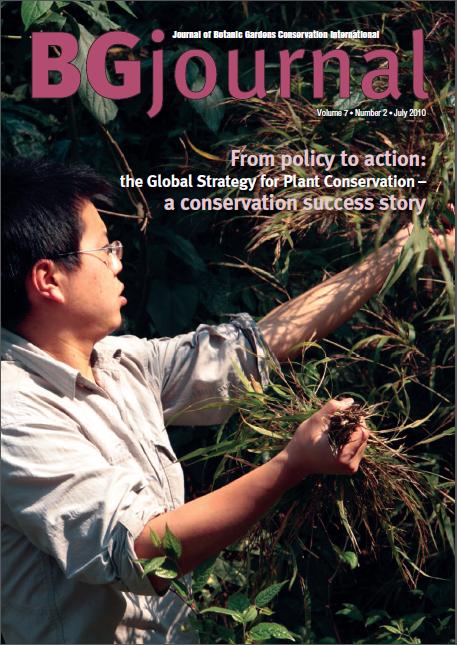 Journal of Botanic Gardens Conservation International
BGjournal
Volume 7 • Number 2 • July 2010
From policy to action:
the Global Strategy for Plant Conservation –
a conservation success story